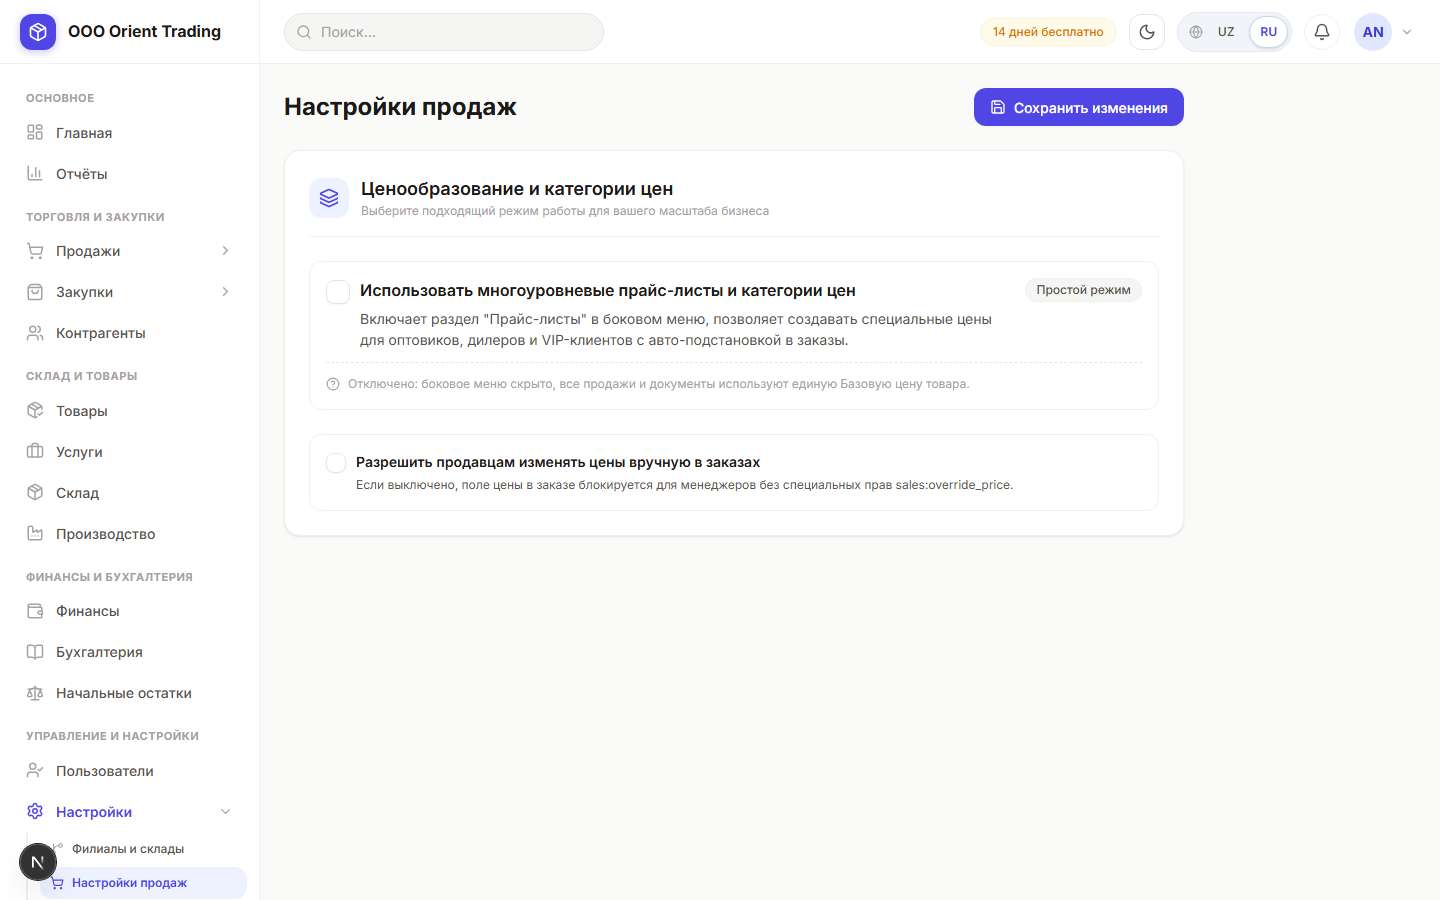 ООО Orient Trading
Поиск...
14 дней бесплатно
UZ
RU
AN
ОСНОВНОЕ
Главная
Отчёты
ТОРГОВЛЯ И ЗАКУПКИ
Продажи
Закупки
Контрагенты
СКЛАД И ТОВАРЫ
Товары
Услуги
Склад
Производство
ФИНАНСЫ И БУХГАЛТЕРИЯ
Финансы
Бухгалтерия
Начальные остатки
УПРАВЛЕНИЕ И НАСТРОЙКИ
Пользователи
Настройки
Филиалы и склады
N
Настройки продаж
Настройки продаж
Сохранить изменения
Ценообразование и категории цен
Выберите подходящий режим работы для вашего масштаба бизнеса
Использовать многоуровневые прайс-листы и категории цен
Простой режим
Включает раздел "Прайс-листы" в боковом меню, позволяет создавать специальные цены
для оптовиков, дилеров и VIP-клиентов с авто-подстановкой в заказы.
Отключено: боковое меню скрыто, все продажи и документы используют единую Базовую цену товара.
Разрешить продавцам изменять цены вручную в заказах
Если выключено, поле цены в заказе блокируется для менеджеров без специальных прав sales:override_price.